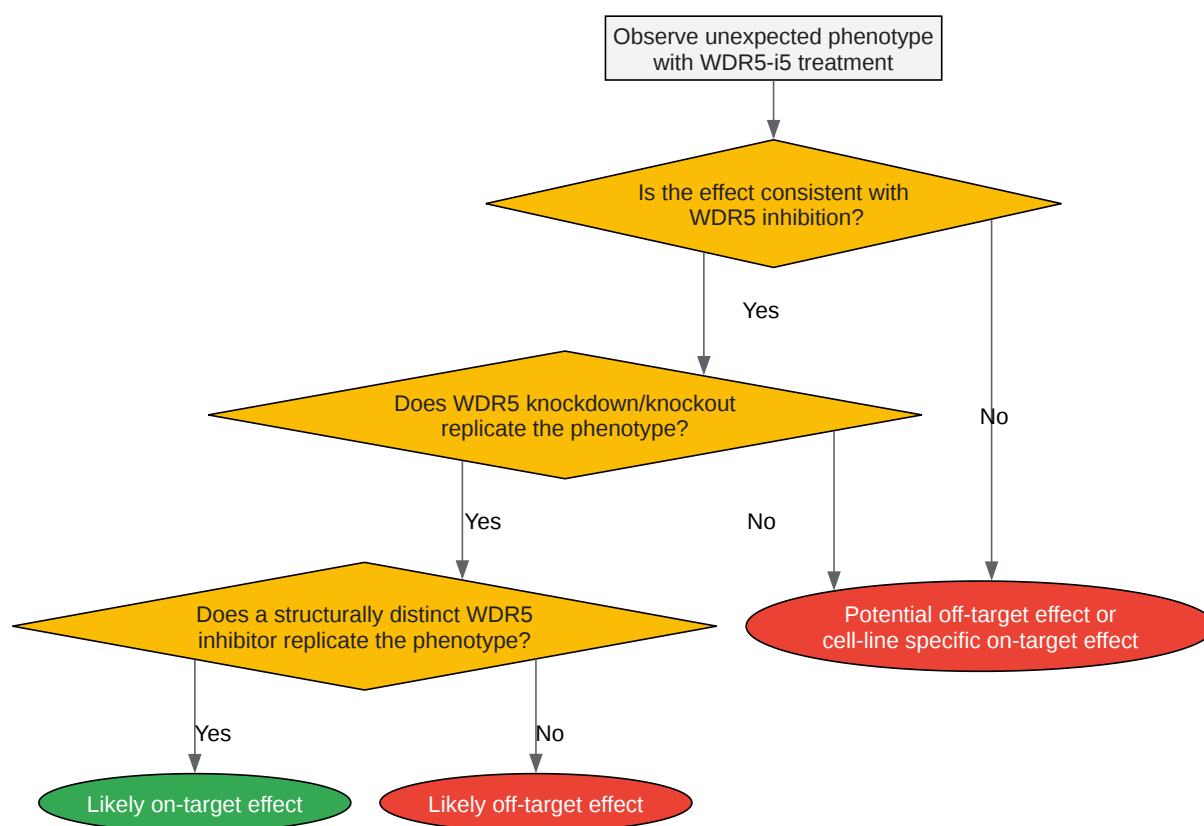 Observe unexpected phenotype
with WDR5-i5 treatment
Is the effect consistent with
WDR5 inhibition?
Yes
No
Does WDR5 knockdown/knockout
replicate the phenotype?
Yes
No
Does a structurally distinct WDR5
inhibitor replicate the phenotype?
Potential off-target effect or
cell-line specific on-target effect
Yes
No
Likely on-target effect
Likely off-target effect